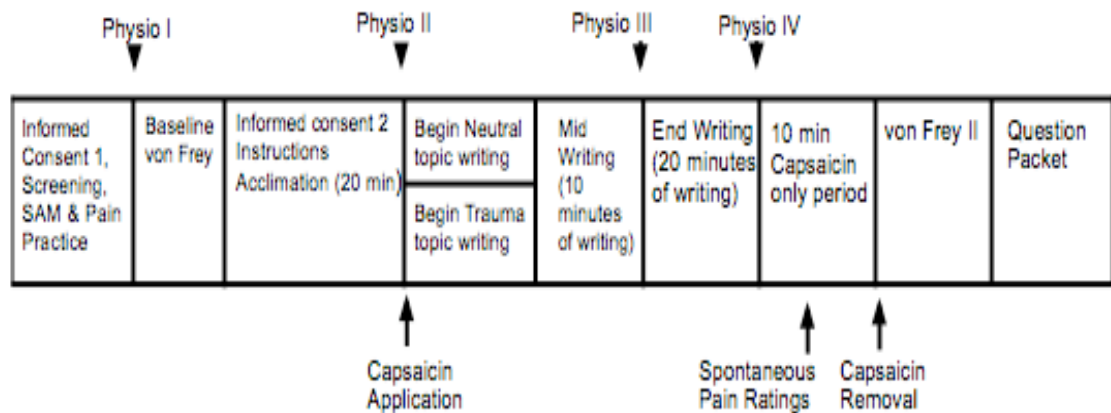 Physio I
Physio II
Physio III
Physio IV
Informed
Consent 1,
Screening,
SAM & Pain
Practice
Baseline
von Frey
Informed consent 2
Instructions
Acclimation (20 min)
Begin Neutral
topic writing
Begin Trauma
topic writing
Mid
Writing
(10
minutes
of writing)
End Writing
(20 minutes
of writing)
10 min
Capsaicin
only period
von Frey II
Question
Packet
Capsaicin
Application
Spontaneous
Pain Ratings
Capsaicin
Removal